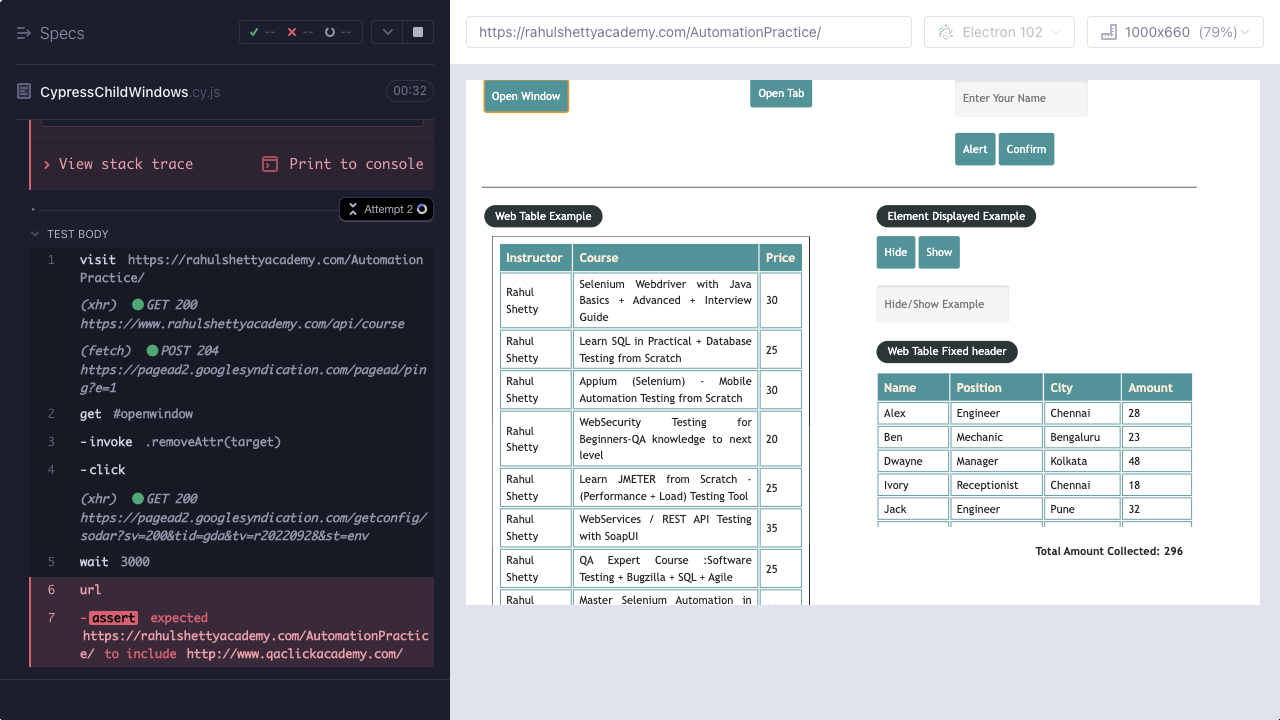 Specs
-- -- --
CypressChildWindows.cy.js
00:32
View stack trace
Print to console
Attempt 2
TEST BODY
1 visit https://rahulshettyacademy.com/Automation
Practice/
(xhr) GET 200
https://www.rahulshettyacademy.com/api/course
(fetch) POST 204
https://pagead2.googlesyndication.com/pagead/pin
g?e=1
2 get #openwindow
3 -invoke .removeAttr(target)
4 -click
(xhr) GET 200
https://pagead2.googlesyndication.com/getconfig/
sodar?sv=200&tid=gda&tv=r20220928&st=env
5 wait 3000
6 url
7 -assert expected
https://rahulshettyacademy.com/AutomationPractic
e/ to include http://www.qaclickacademy.com/
https://rahulshettyacademy.com/AutomationPractice/
Electron 102
1000x660 (79%)
Open Window
Open Tab
Enter Your Name
Alert Confirm
Web Table Example
Instructor Course Price
Rahul Shetty
Selenium Webdriver with Java
Basics + Advanced + Interview
Guide
30
Rahul Shetty
Learn SQL in Practical + Database
Testing from Scratch
25
Rahul Shetty
Appium (Selenium) - Mobile
Automation Testing from Scratch
30
Rahul Shetty
WebSecurity Testing for
Beginners-QA knowledge to next
level
20
Rahul Shetty
Learn JMETER from Scratch -
(Performance + Load) Testing Tool
25
Rahul Shetty
WebServices / REST API Testing
with SoapUI
35
Rahul Shetty
QA Expert Course :Software
Testing + Bugzilla + SQL + Agile
25
Rahul
Master Selenium Automation in
Element Displayed Example
Hide Show
Hide/Show Example
Web Table Fixed header
Name Position City Amount
Alex Engineer Chennai 28
Ben Mechanic Bengaluru 23
Dwayne Manager Kolkata 48
Ivory Receptionist Chennai 18
Jack Engineer Pune 32
Total Amount Collected: 296